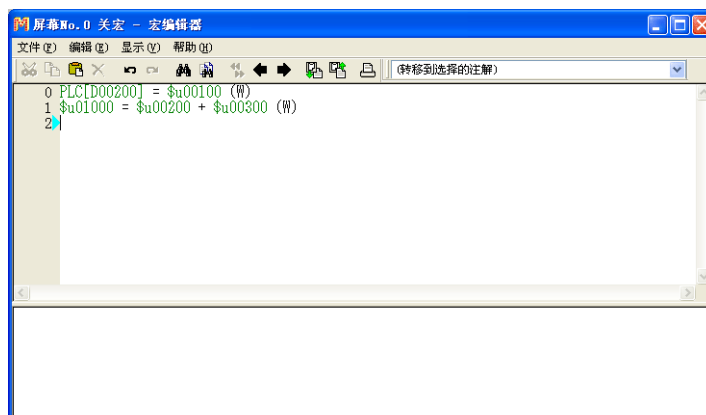 屏幕No. 0 关宏 - 宏编辑器
文件(F) 编辑(E) 显示(V) 帮助(H)
(转移到选择的注解)
0 PLC[D00200] = $u00100 (W)
1 $u01000 = $u00200 + $u00300 (W)
2